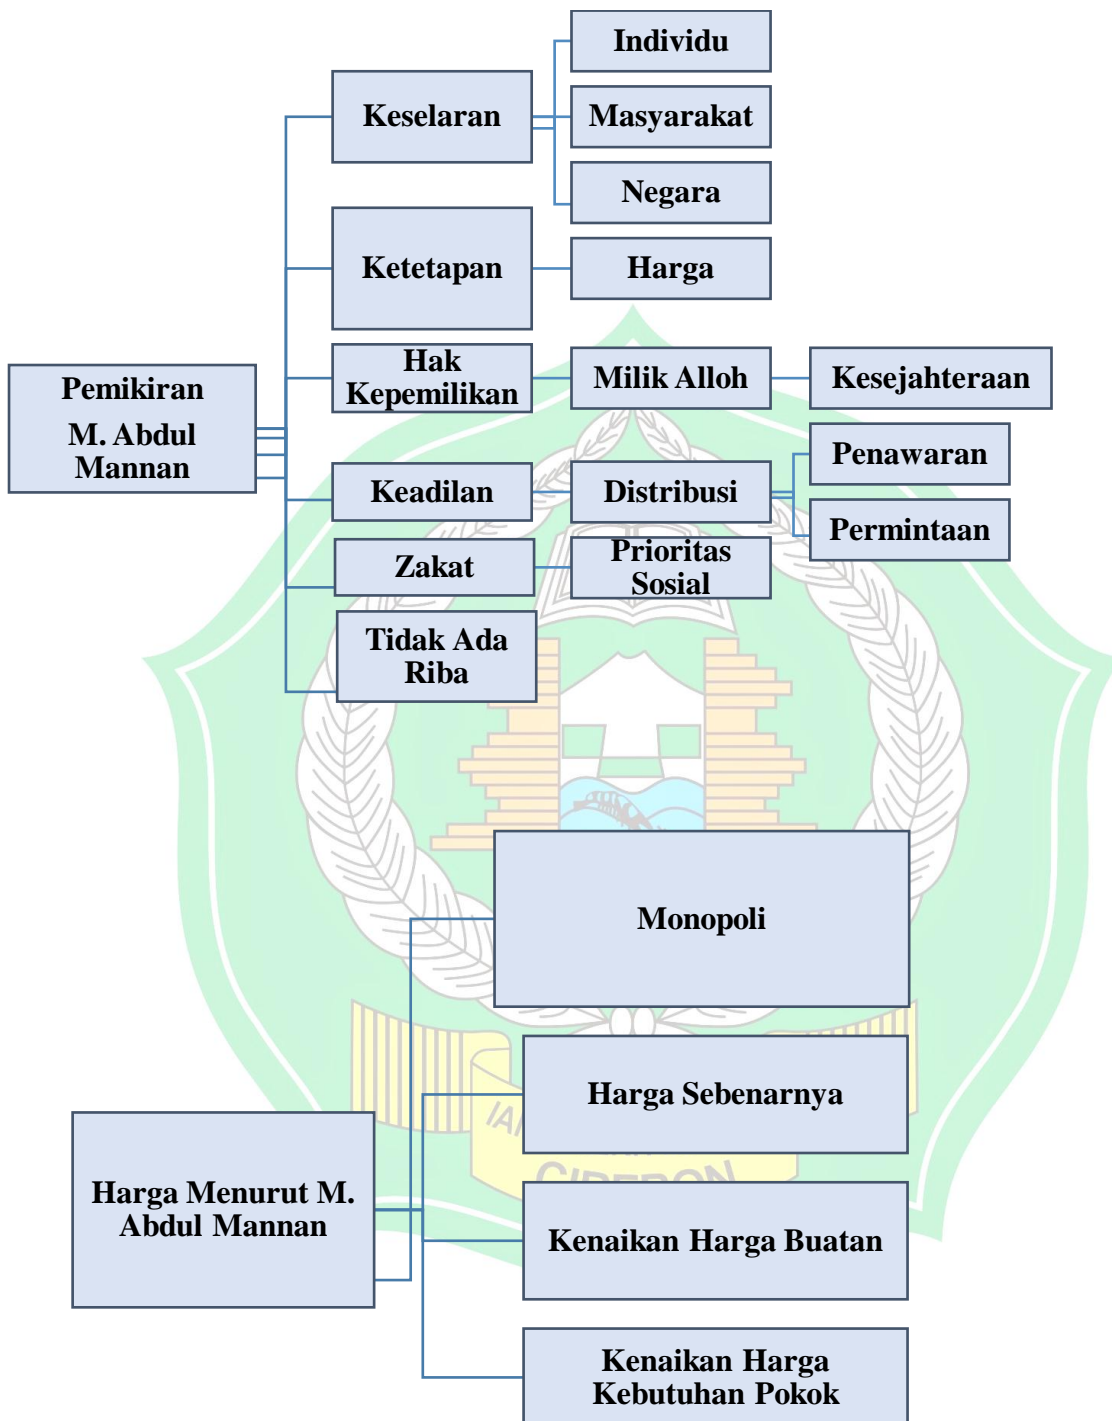 Individu
Keselaran
Masyarakat
Negara
Ketetapan
Harga
Hak
Kepemilikan
Milik Alloh
Kesejahteraan
Pemikiran
M. Abdul
Mannan
Penawaran
Keadilan
Distribusi
Permintaan
Zakat
Prioritas
Sosial
Tidak Ada
Riba
Monopoli
Harga Sebenarnya
Harga Menurut M.
Abdul Mannan
Kenaikan Harga Buatan
Kenaikan Harga
Kebutuhan Pokok